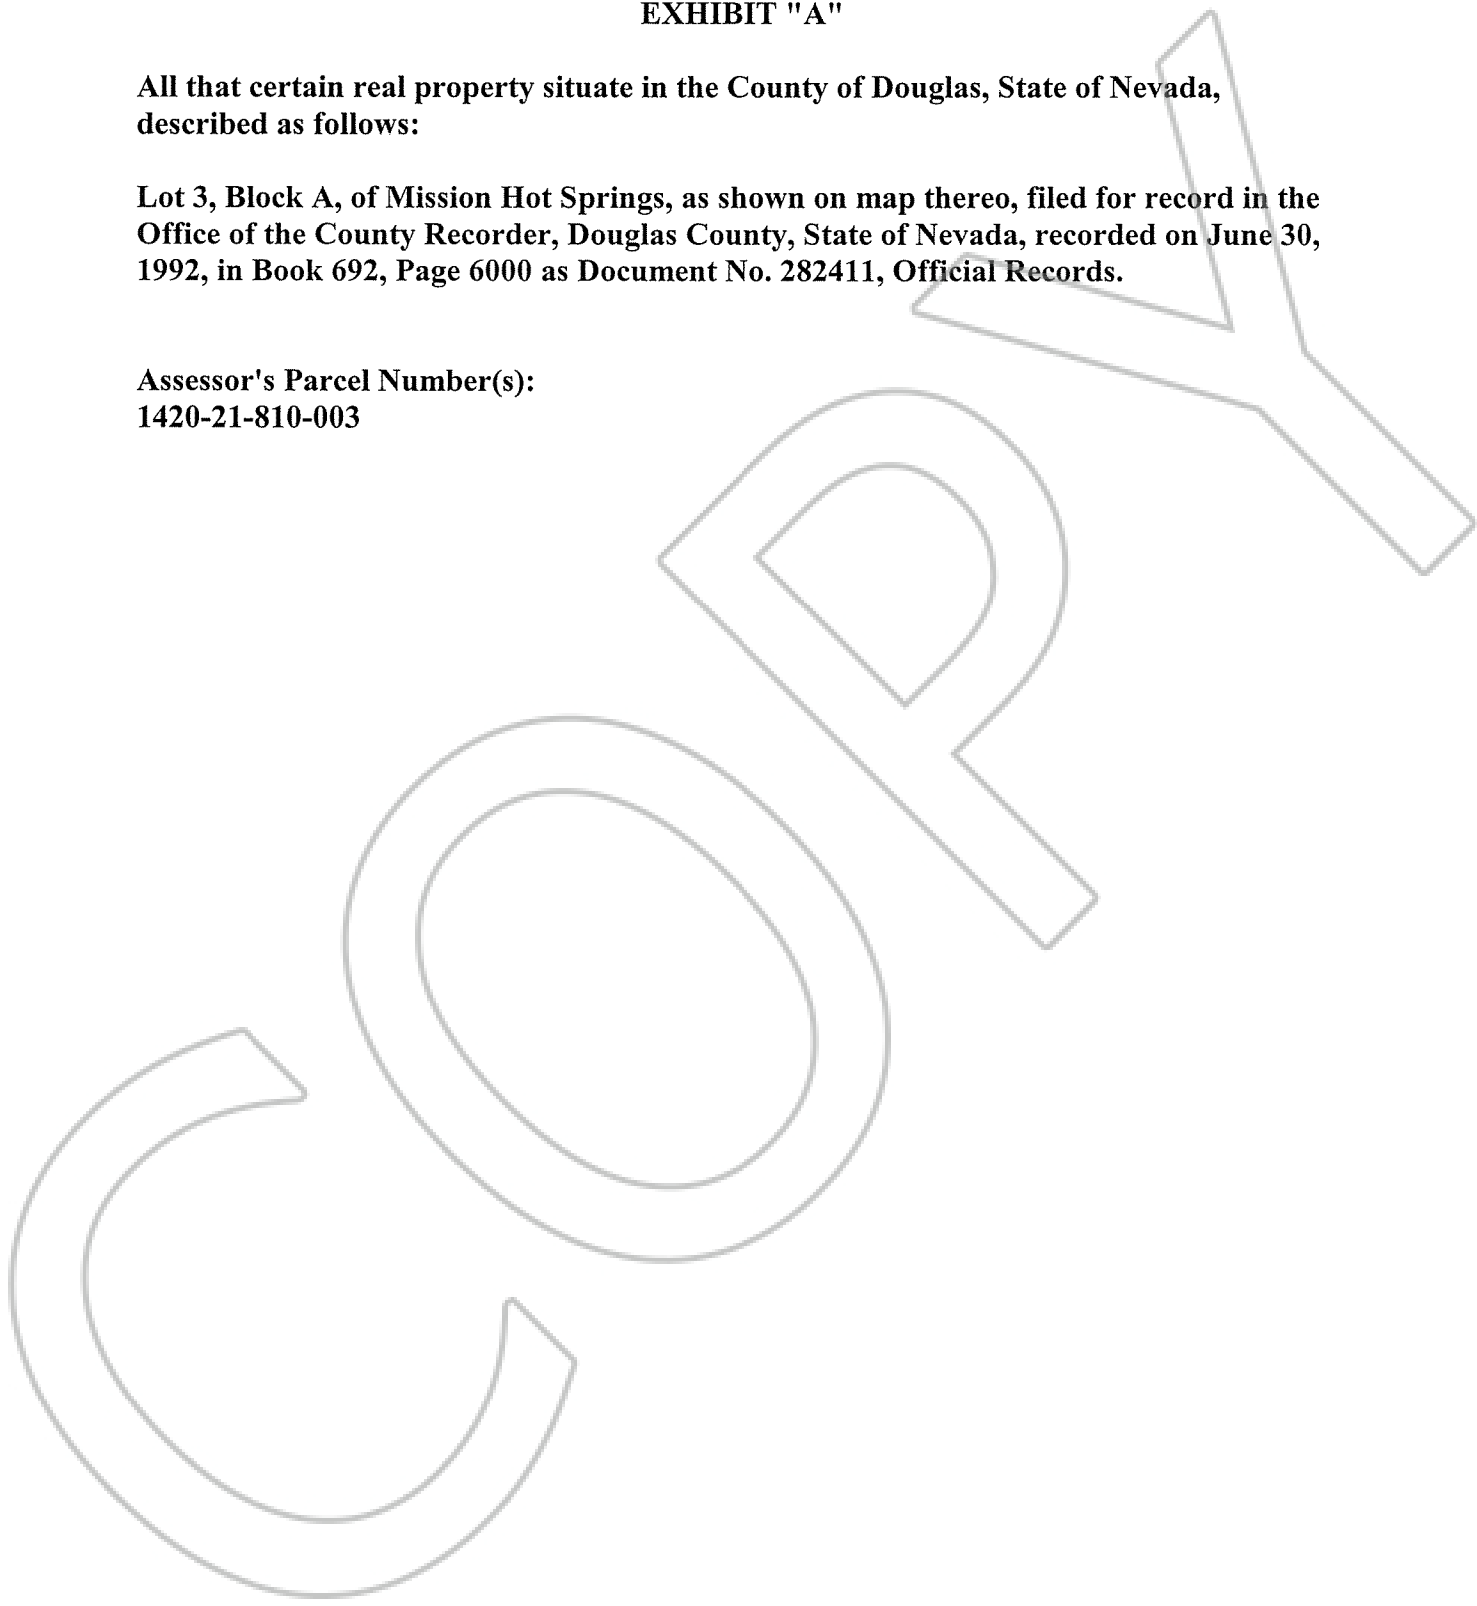 EXHIBIT "A"
All that certain real property situate in the County of Douglas, State of Nevada,
described as follows:
Lot 3, Block A, of Mission Hot Springs, as shown on map thereo, filed for record in the
Office of the County Recorder, Douglas County, State of Nevada, recorded on June 30,
1992, in Book 692, Page 6000 as Document No. 282411, Official Records.
Assessor's Parcel Number(s):
1420-21-810-003
COPY